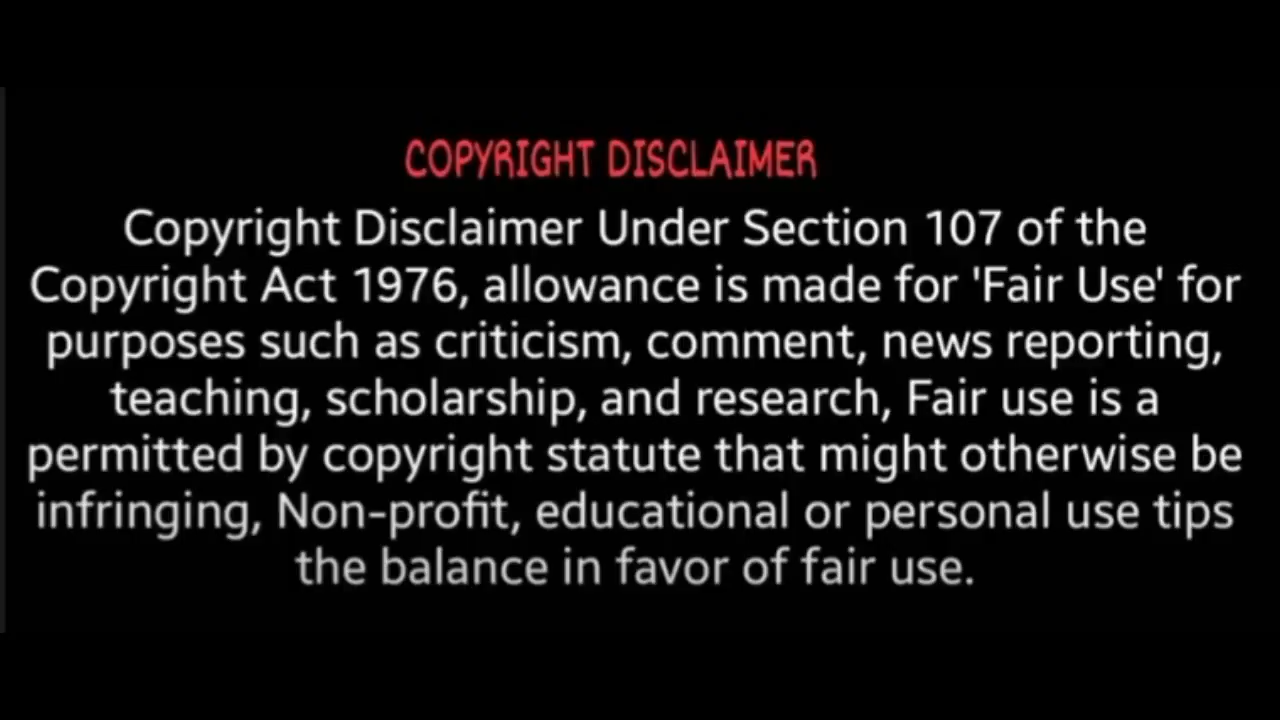 COPYRIGHT DISCLAIMER
Copyright Disclaimer Under Section 107 of the
Copyright Act 1976, allowance is made for 'Fair Use' for
purposes such as criticism, comment, news reporting,
teaching, scholarship, and research, Fair use is a
permitted by copyright statute that might otherwise be
infringing, Non-profit, educational or personal use tips
the balance in favor of fair use.